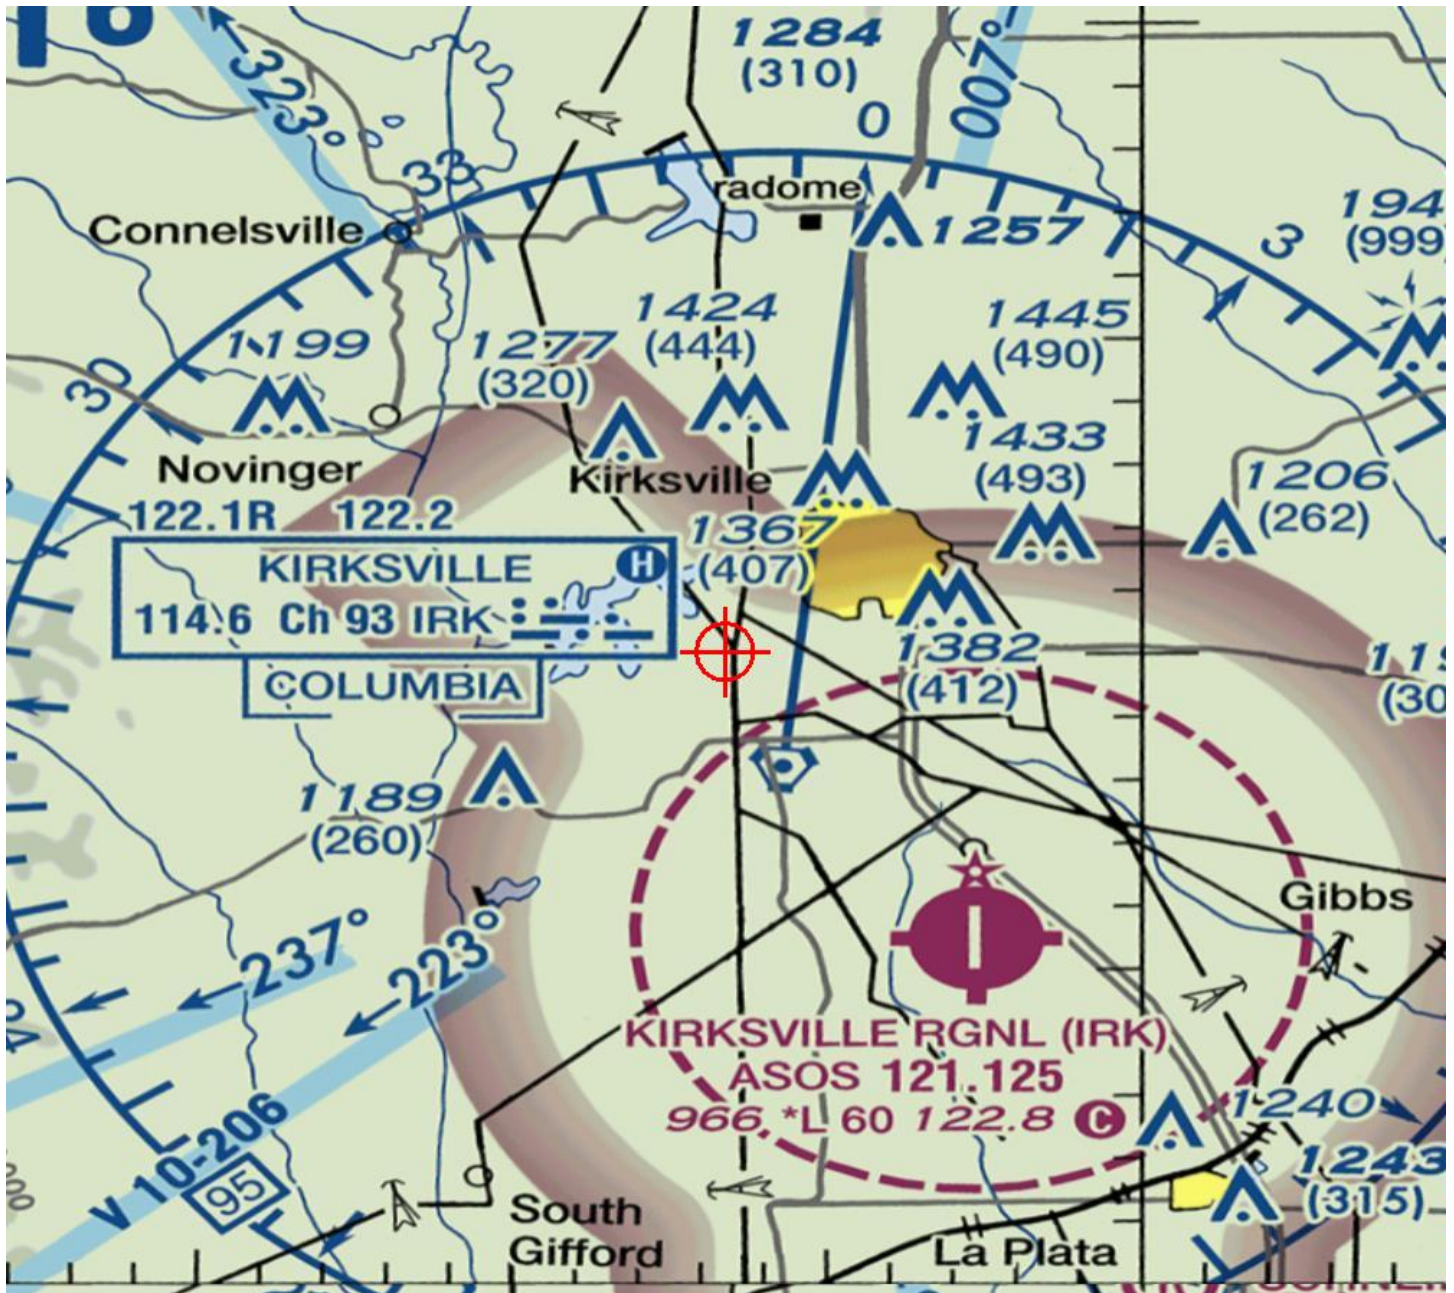 1284
(310)
007°
323°
0
33
radome
Connelsville
1257
3
(999)
1424
(444)
1445
(490)
1199
1277
(320)
30
1433
(493)
Novinger
Kirksville
1206
(262)
122.1R 122.2
1367
(407)
KIRKSVILLE H
114.6 Ch 93 IRK
1382
(412)
COLUMBIA
1189
(260)
Gibbs
237°
223°
24
KIRKSVILLE RGNL (IRK)
ASOS 121.125
966 *L 60 122.8 C
1240
V 10-206
95
1243
(315)
South
Gifford
La Plata